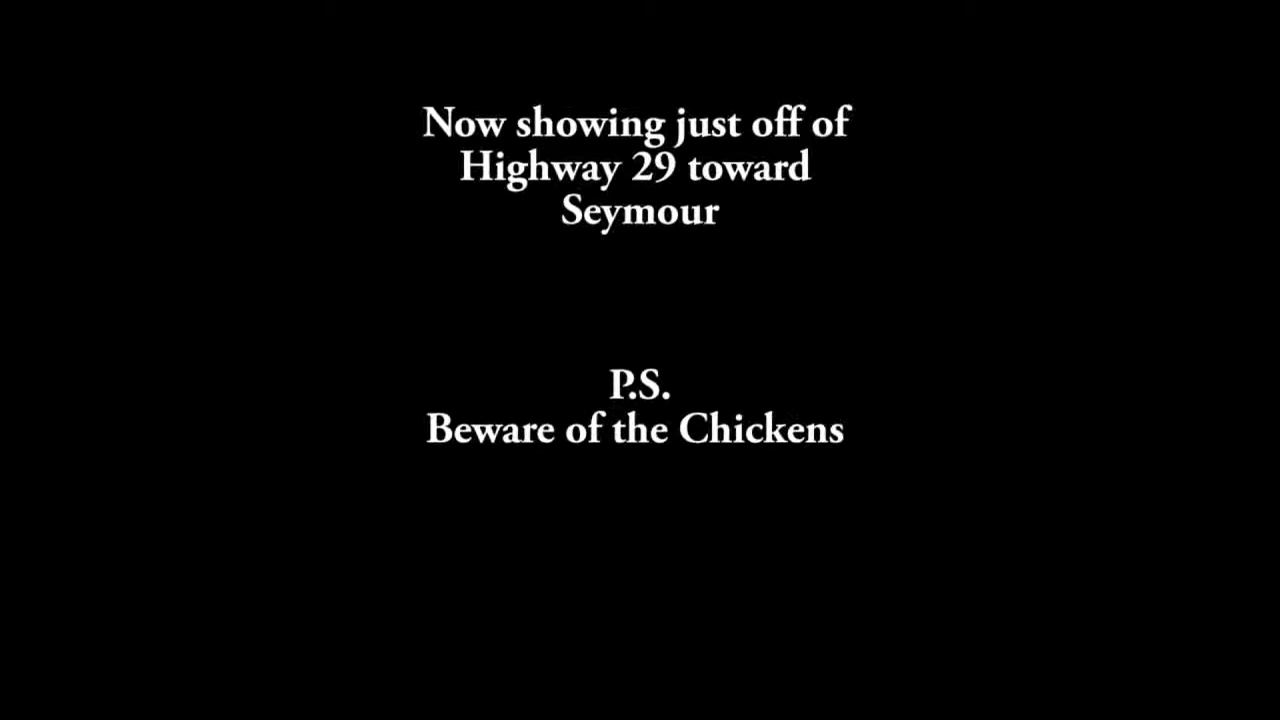 Now showing just off of
Highway 29 toward
Seymour
P.S.
Beware of the Chickens